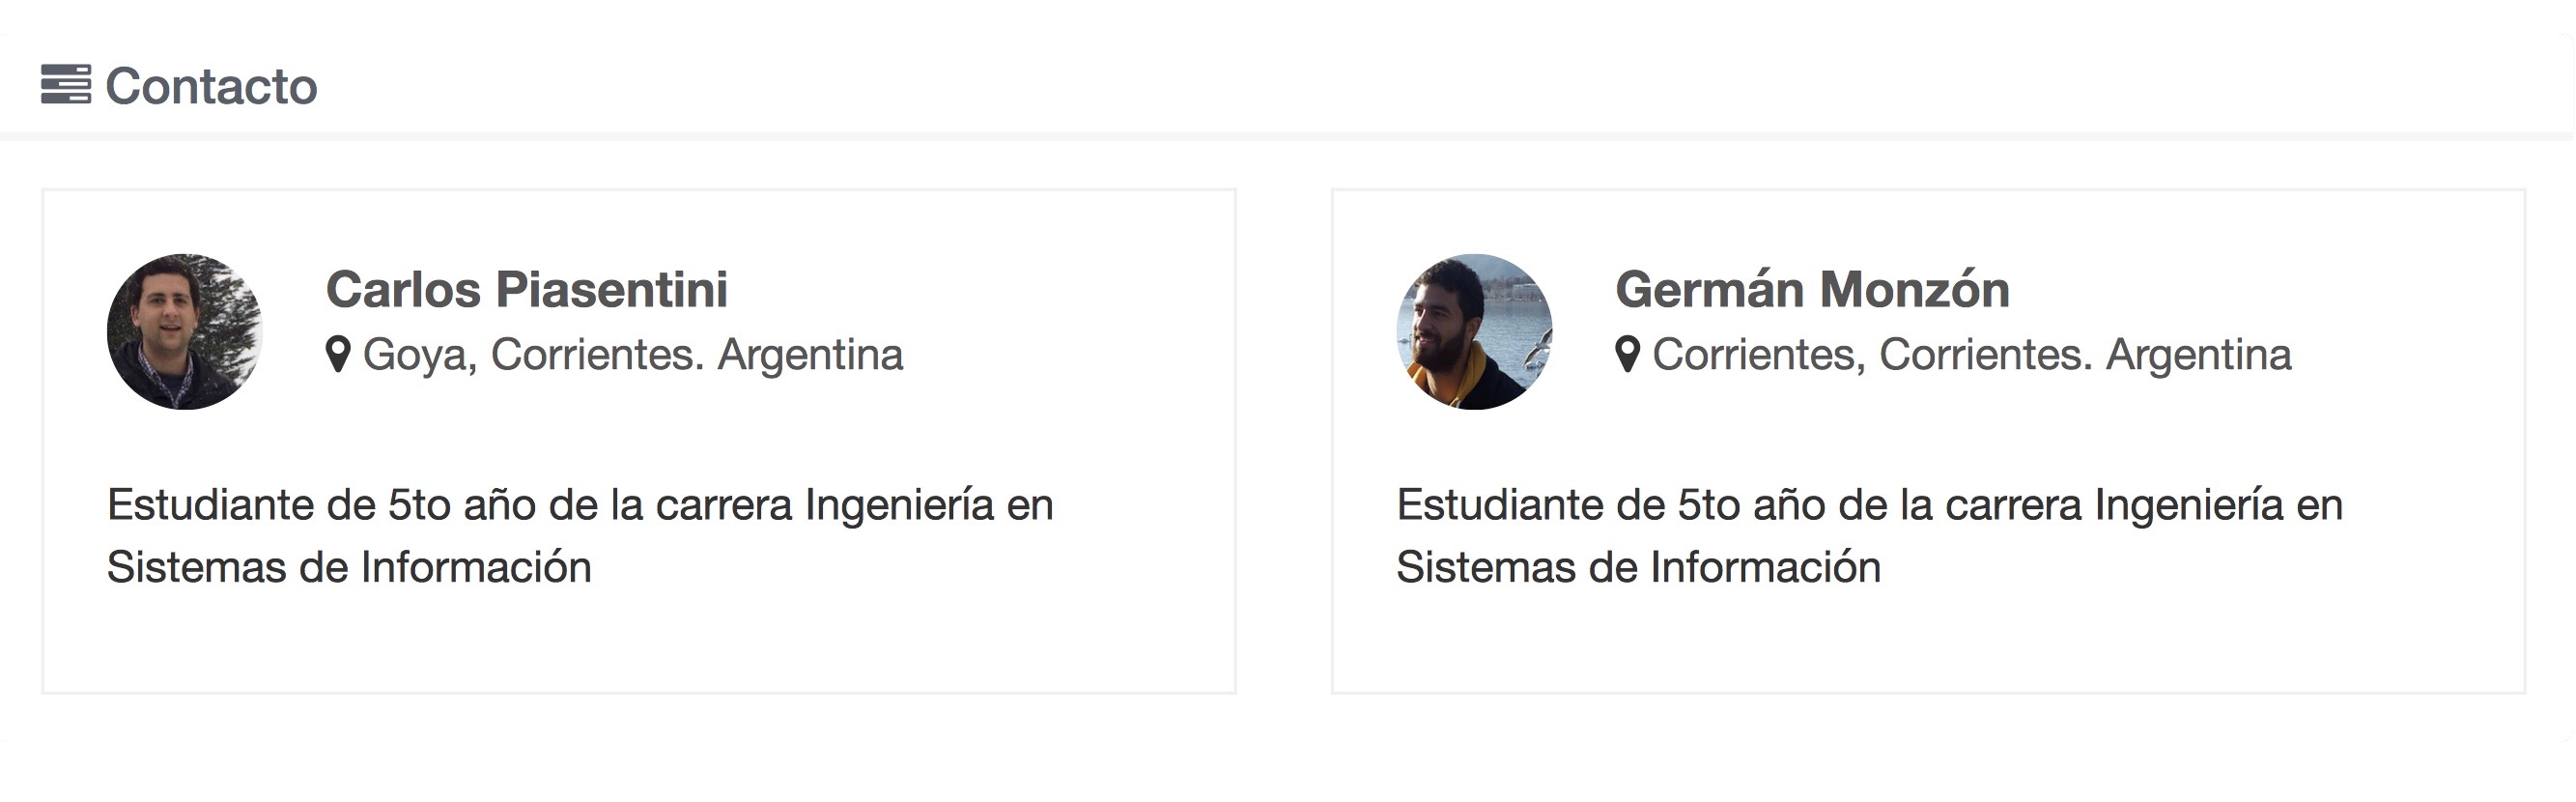 Contacto
Carlos Piasentini
Goya, Corrientes. Argentina
Estudiante de 5to año de la carrera Ingeniería en
Sistemas de Información
Germán Monzón
Corrientes, Corrientes. Argentina
Estudiante de 5to año de la carrera Ingeniería en
Sistemas de Información